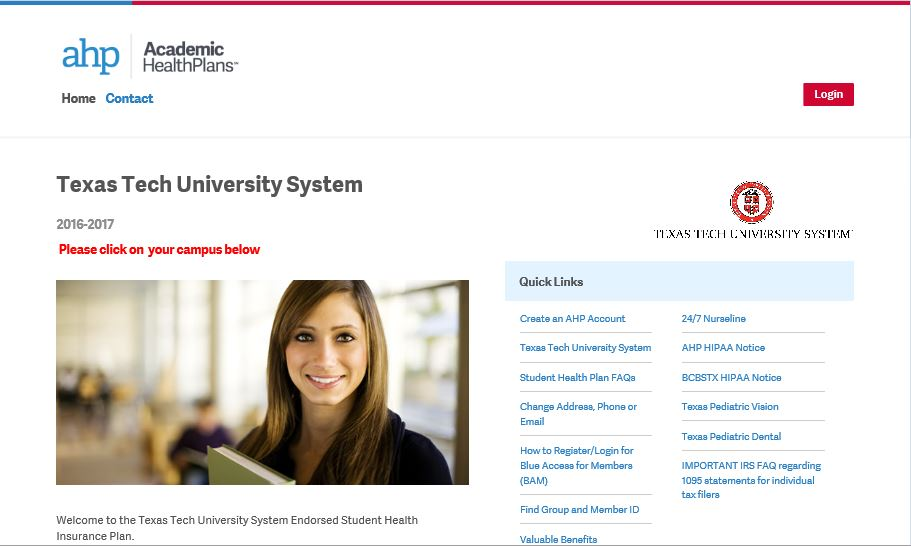 ahp
Academic
HealthPlans℠
Home Contact
Login
Texas Tech University System
2016-2017
Please click on your campus below
TEXAS TECH UNIVERSITY SYSTEM
Quick Links
Create an AHP Account
Texas Tech University System
Student Health Plan FAQs
Change Address, Phone or
Email
How to Register/Login for
Blue Access for Members
(BAM)
Find Group and Member ID
Valuable Benefits
24/7 Nurseline
AHP HIPAA Notice
BCBSTX HIPAA Notice
Texas Pediatric Vision
Texas Pediatric Dental
IMPORTANT IRS FAQ regarding
1095 statements for individual
tax filers
Welcome to the Texas Tech University System Endorsed Student Health
Insurance Plan.